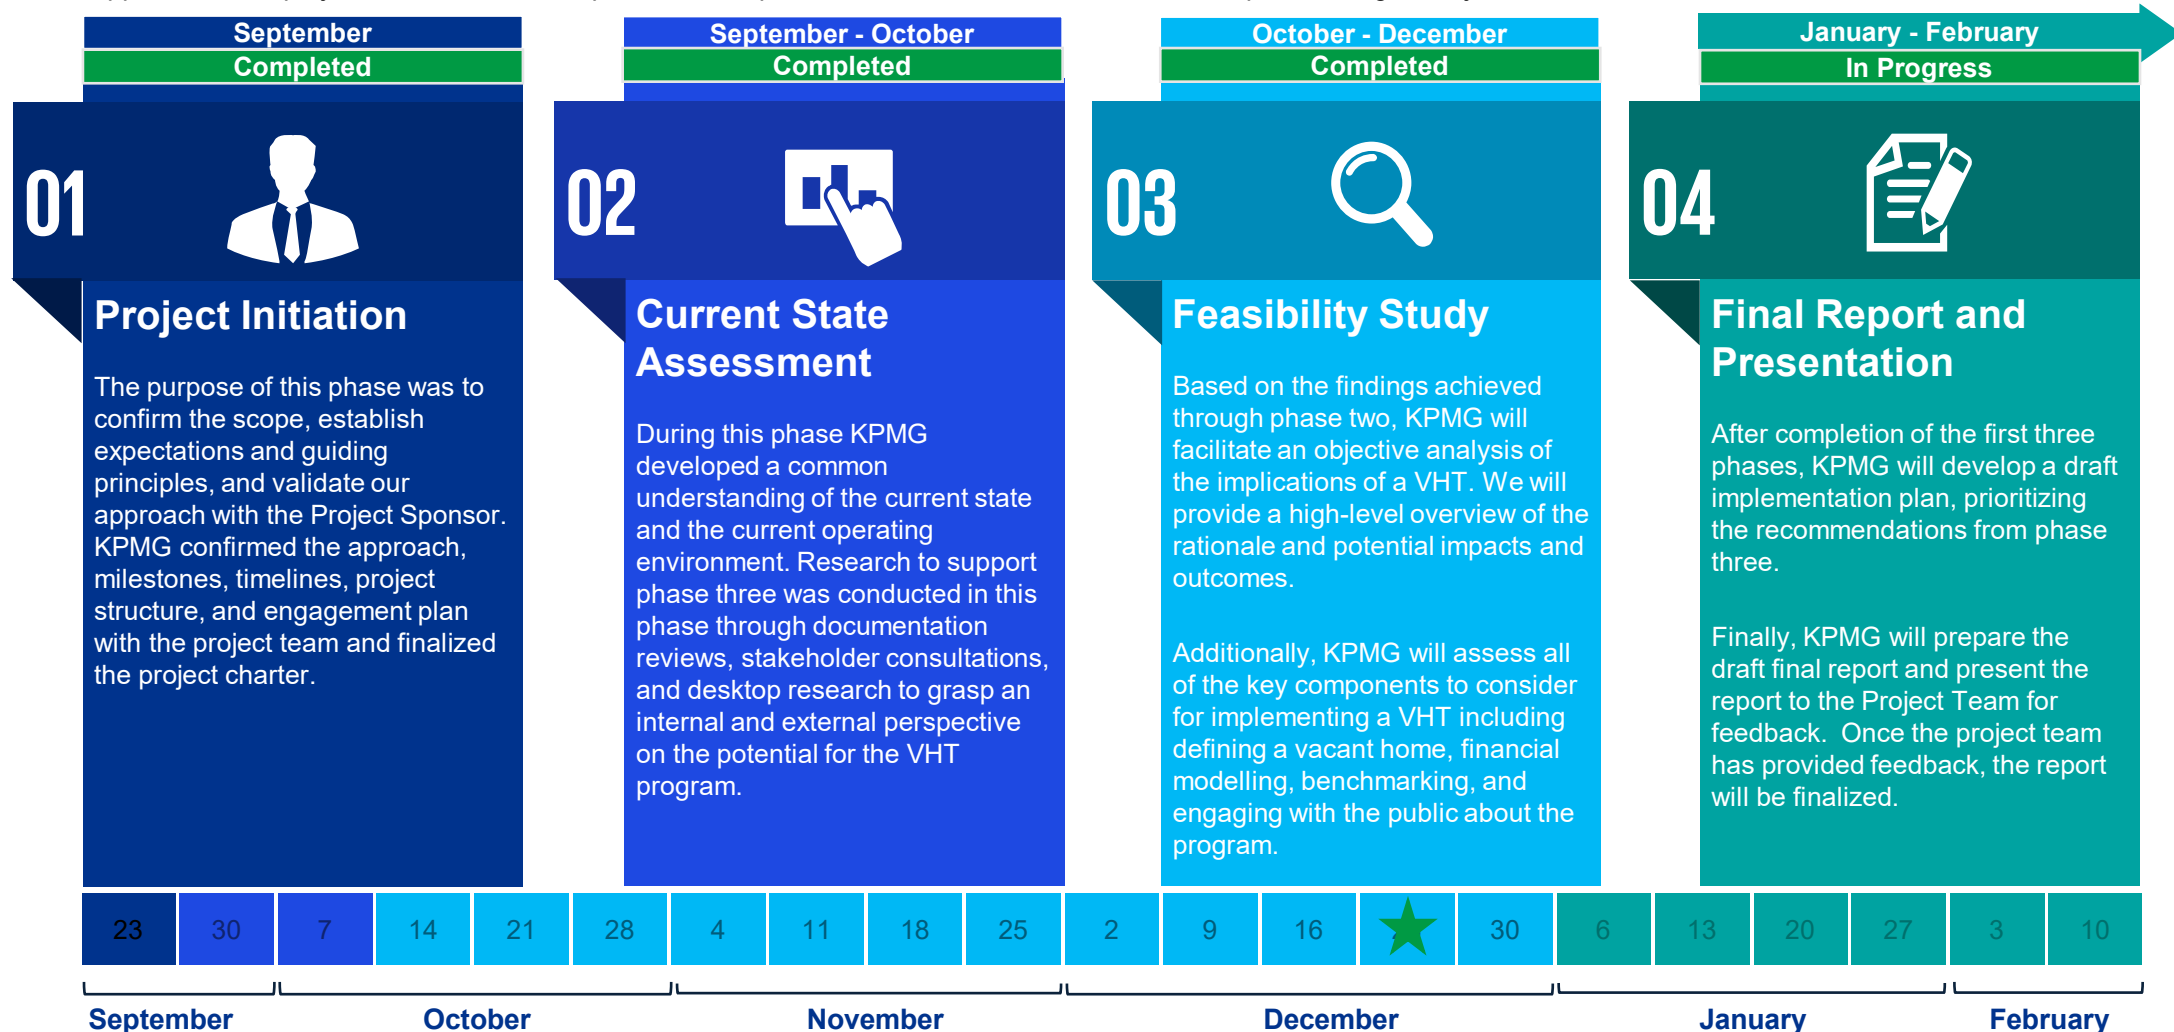 September
Completed
01
Project Initiation
The purpose of this phase was to
confirm the scope, establish
expectations and guiding
principles, and validate our
approach with the Project Sponsor.
KPMG confirmed the approach,
milestones, timelines, project
structure, and engagement plan
with the project team and finalized
the project charter.
September - October
Completed
02
Current State
Assessment
During this phase KPMG
developed a common
understanding of the current state
and the current operating
environment. Research to support
phase three was conducted in this
phase through documentation
reviews, stakeholder consultations,
and desktop research to grasp an
internal and external perspective
on the potential for the VHT
program.
October - December
Completed
03
Feasibility Study
Based on the findings achieved
through phase two, KPMG will
facilitate an objective analysis of
the implications of a VHT. We will
provide a high-level overview of the
rationale and potential impacts and
outcomes.
Additionally, KPMG will assess all
of the key components to consider
for implementing a VHT including
defining a vacant home, financial
modelling, benchmarking, and
engaging with the public about the
program.
January - February
In Progress
04
Final Report and
Presentation
After completion of the first three
phases, KPMG will develop a draft
implementation plan, prioritizing
the recommendations from phase
three.
Finally, KPMG will prepare the
draft final report and present the
report to the Project Team for
feedback.  Once the project team
has provided feedback, the report
will be finalized.
23 30 7 14 21 28 4 11 18 25 2 9 16 30 6 13 20 27 3 10
September October November December January February